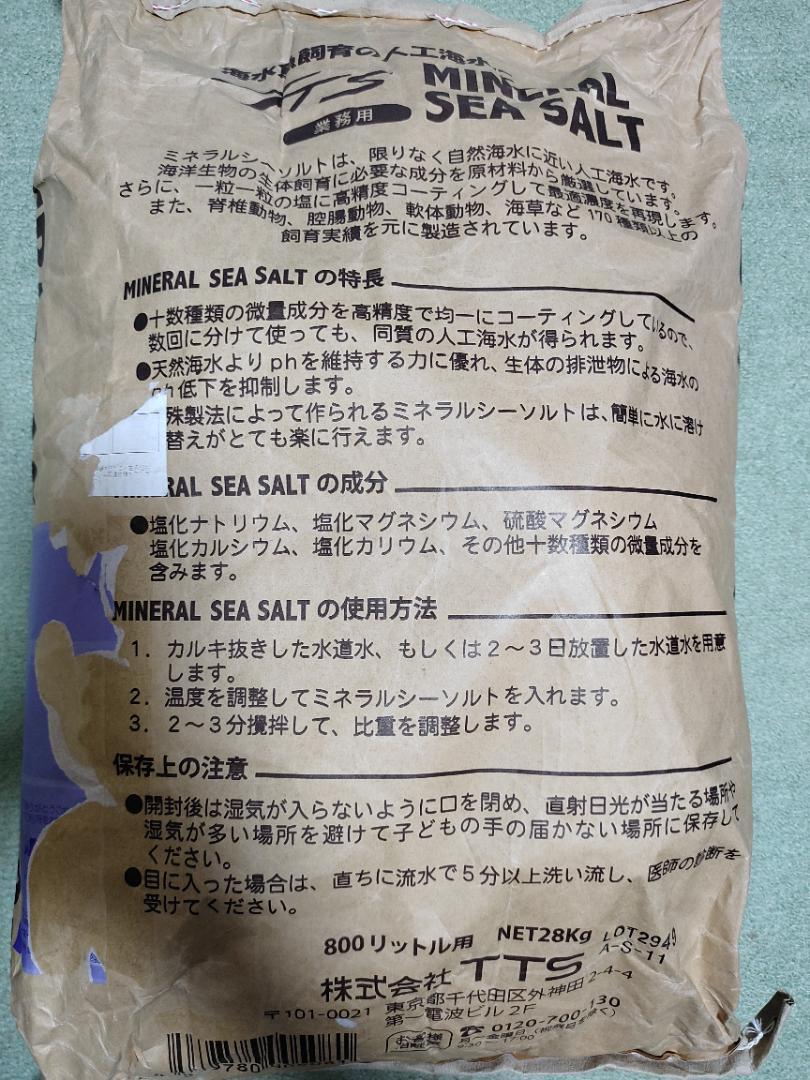 海水魚飼育の人工海水に
TTS MINERAL
業務用 SEA SALT
ミネラルシーソルトは、限りなく自然海水に近い人工海水です。
海洋生物の生体飼育に必要な成分を原材料から厳選しています。
さらに、一粒一粒の塩に高精度コーティングして最適濃度を再現します。
また、脊椎動物、腔腸動物、軟体動物、海草など170種類以上の
飼育実績を元に製造されています。
MINERAL SEA SALT の特長
●十数種類の微量成分を高精度で均一にコーティングしているので、
数回に分けて使っても、同質の人工海水が得られます。
●天然海水よりphを維持する力に優れ、生体の排泄物による海水の
ph低下を抑制します。
殊製法によって作られるミネラルシーソルトは、簡単に水に溶け
替えがとても楽に行えます。
MINERAL SEA SALT の成分
●塩化ナトリウム、塩化マグネシウム、硫酸マグネシウム
塩化カルシウム、塩化カリウム、その他十数種類の微量成分を
含みます。
MINERAL SEA SALT の使用方法
1. カルキ抜きした水道水、もしくは2～3日放置した水道水を用意
します。
2. 温度を調整してミネラルシーソルトを入れます。
3. 2～3分攪拌して、比重を調整します。
保存上の注意
●開封後は湿気が入らないように口を閉め、直射日光が当たる場所や
湿気が多い場所を避けて子どもの手の届かない場所に保存して
ください。
●目に入った場合は、直ちに流水で5分以上洗い流し、医師の診断を
受けてください。
800リットル用 NET28Kg LOT2949
A-S-11
株式会社 TTS
〒101-0021 東京都千代田区外神田2-4-4
第一電波ビル2F
お客様 ☎0120-700-130
月～金曜日(祝祭日を除く)